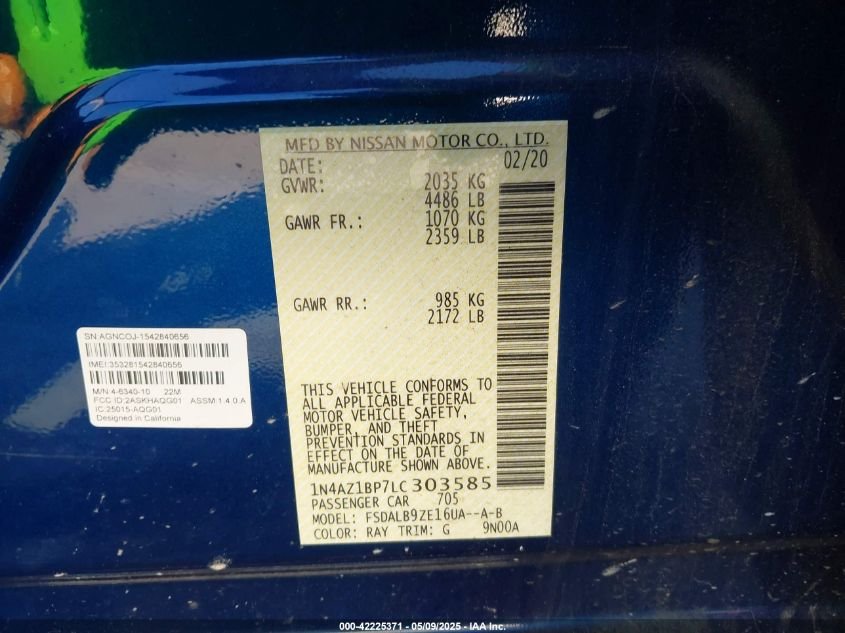 MFD BY NISSAN MOTOR CO., LTD.
DATE: 02/20
GVWR: 2035 KG
4486 LB
GAWR FR.: 1070 KG
2359 LB
GAWR RR.: 985 KG
2172 LB
THIS VEHICLE CONFORMS TO
ALL APPLICABLE FEDERAL
MOTOR VEHICLE SAFETY,
BUMPER, AND THEFT
PREVENTION STANDARDS IN
EFFECT ON THE DATE OF
MANUFACTURE SHOWN ABOVE.
1N4AZ1BP7LC303585
PASSENGER CAR 705
MODEL: FSDALB9ZE16UA--A-B
COLOR: RAY TRIM: G 9N00A
SN:AGNCOJ-1542840656
IMEI:353281542840656
M/N:4-6340-10 22M
FCC ID:2ASKHAQG01 ASSM:1.4.0.A
IC:25015-AQG01
Designed in California
000-42225371 - 05/09/2025 - IAA Inc.